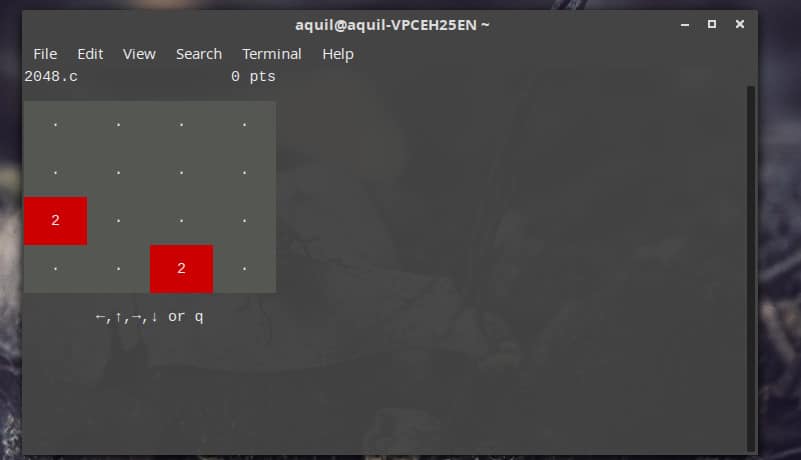 aquil@aquil-VPCEH25EN ~
File Edit View Search Terminal Help
2048.c 0 pts
. . . .
. . . .
2 . . .
. . 2 .
←,↑,→,↓ or q